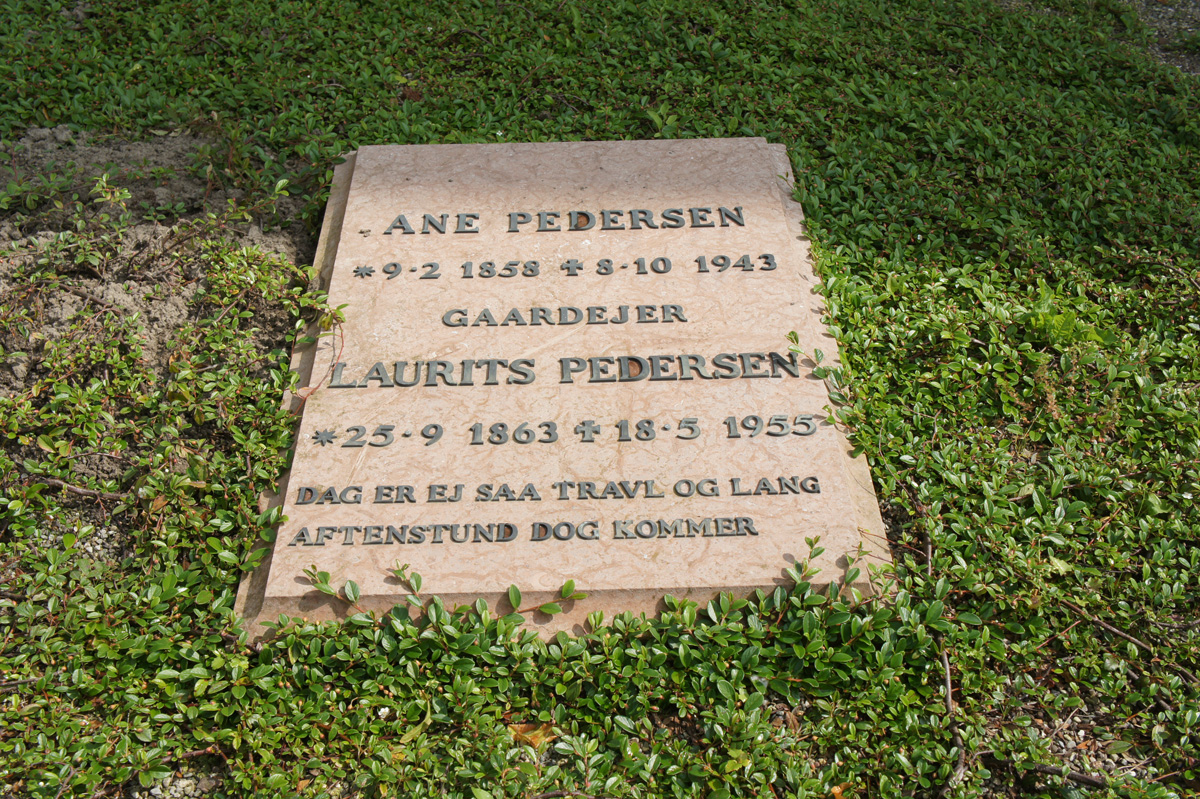 ANE PEDERSEN
*9·2 1858 ✝ 8·10 1943
GAARDEJER
LAURITS PEDERSEN
*25·9 1863 ✝ 18·5 1955
DAG ER EJ SAA TRAVL OG LANG
AFTENSTUND DOG KOMMER